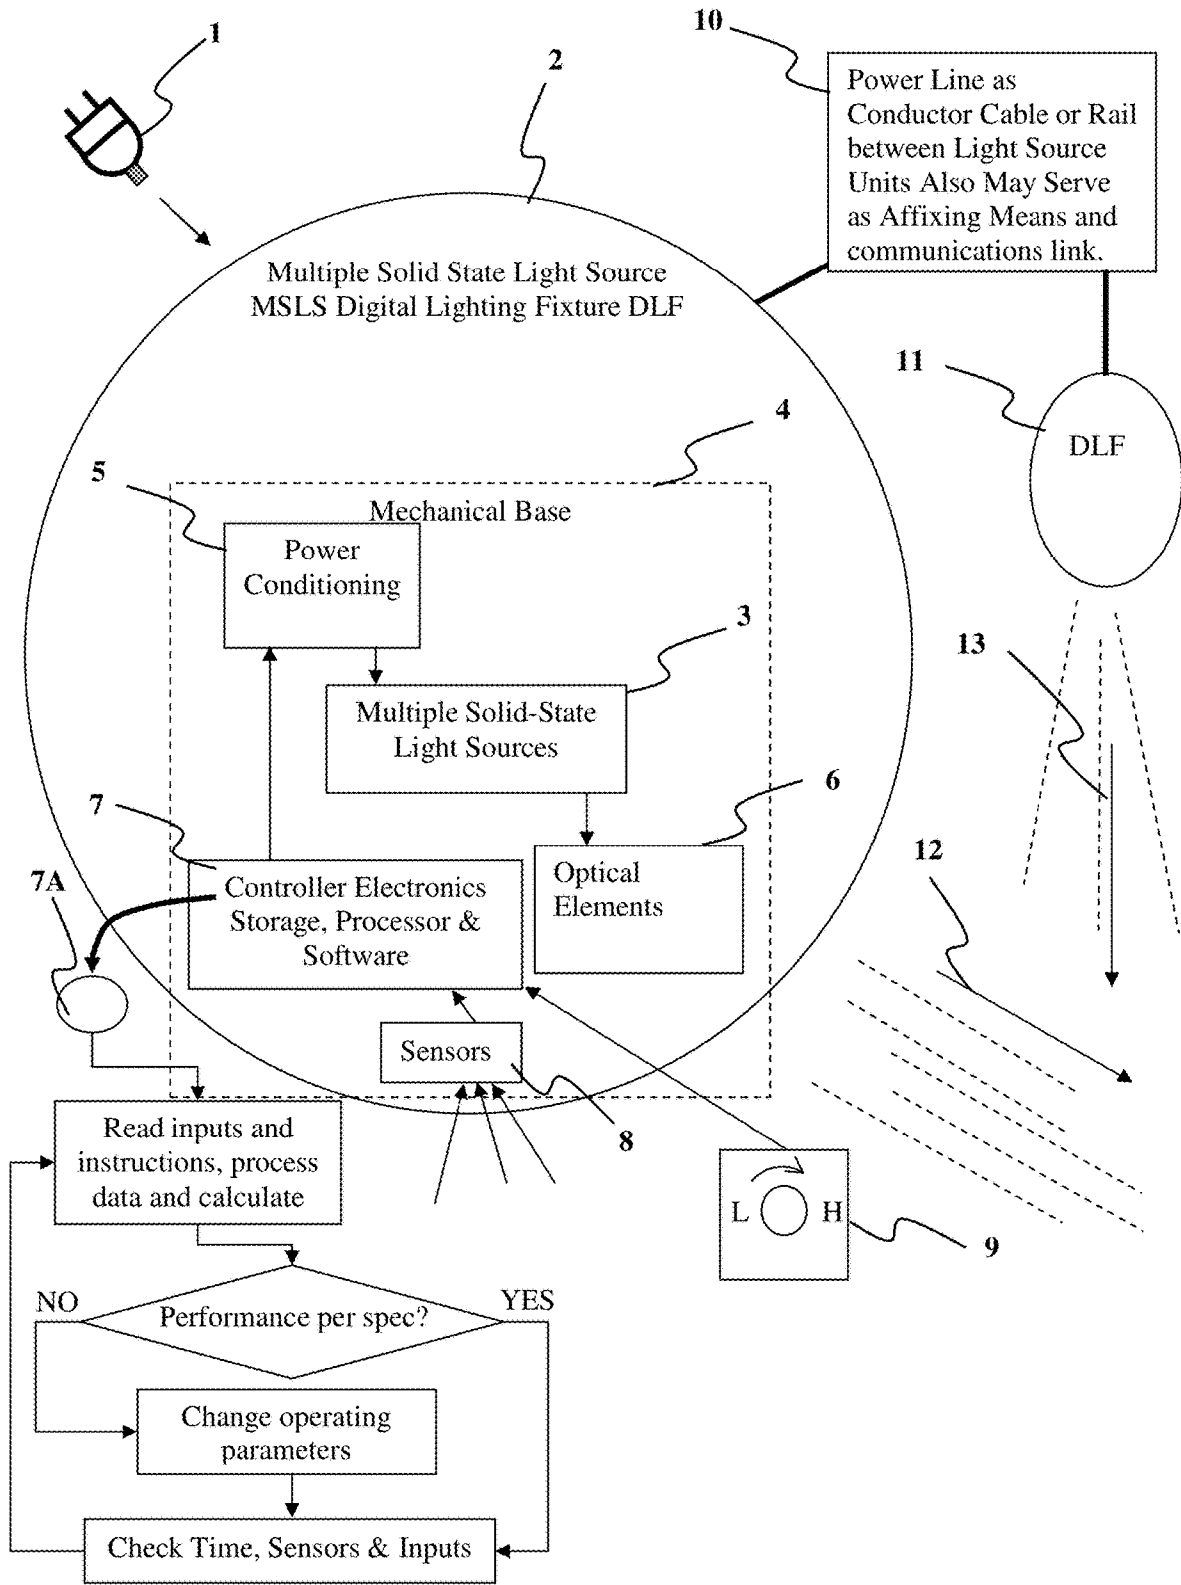 1
10
2
Power Line as
Conductor Cable or Rail
between Light Source
Units Also May Serve
as Affixing Means and
communications link.
Multiple Solid State Light Source
MSLS Digital Lighting Fixture DLF
11
4
DLF
5
Mechanical Base
Power
Conditioning
3
13
Multiple Solid-State
Light Sources
6
7
12
7A
Controller Electronics
Storage, Processor &
Software
Optical
Elements
Sensors
8
Read inputs and
instructions, process
data and calculate
L H
9
NO
YES
Performance per spec?
Change operating
parameters
Check Time, Sensors & Inputs